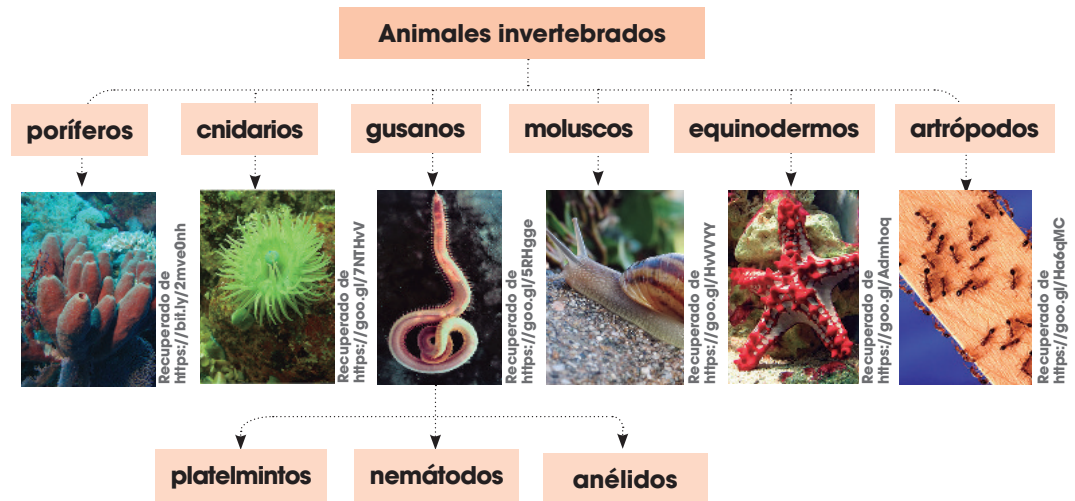 Animales invertebrados
poríferos
cnidarios
gusanos
moluscos
equinodermos
artrópodos
Recuperado de
https://bit.ly/2mve0nh
Recuperado de
https://goo.gl/7NTHvV
Recuperado de
https://goo.gl/5RHgge
Recuperado de
https://goo.gl/HvVVYY
Recuperado de
https://goo.gl/Admhoq
Recuperado de
https://goo.gl/Ha6qMC
platelmintos
nemátodos
anélidos